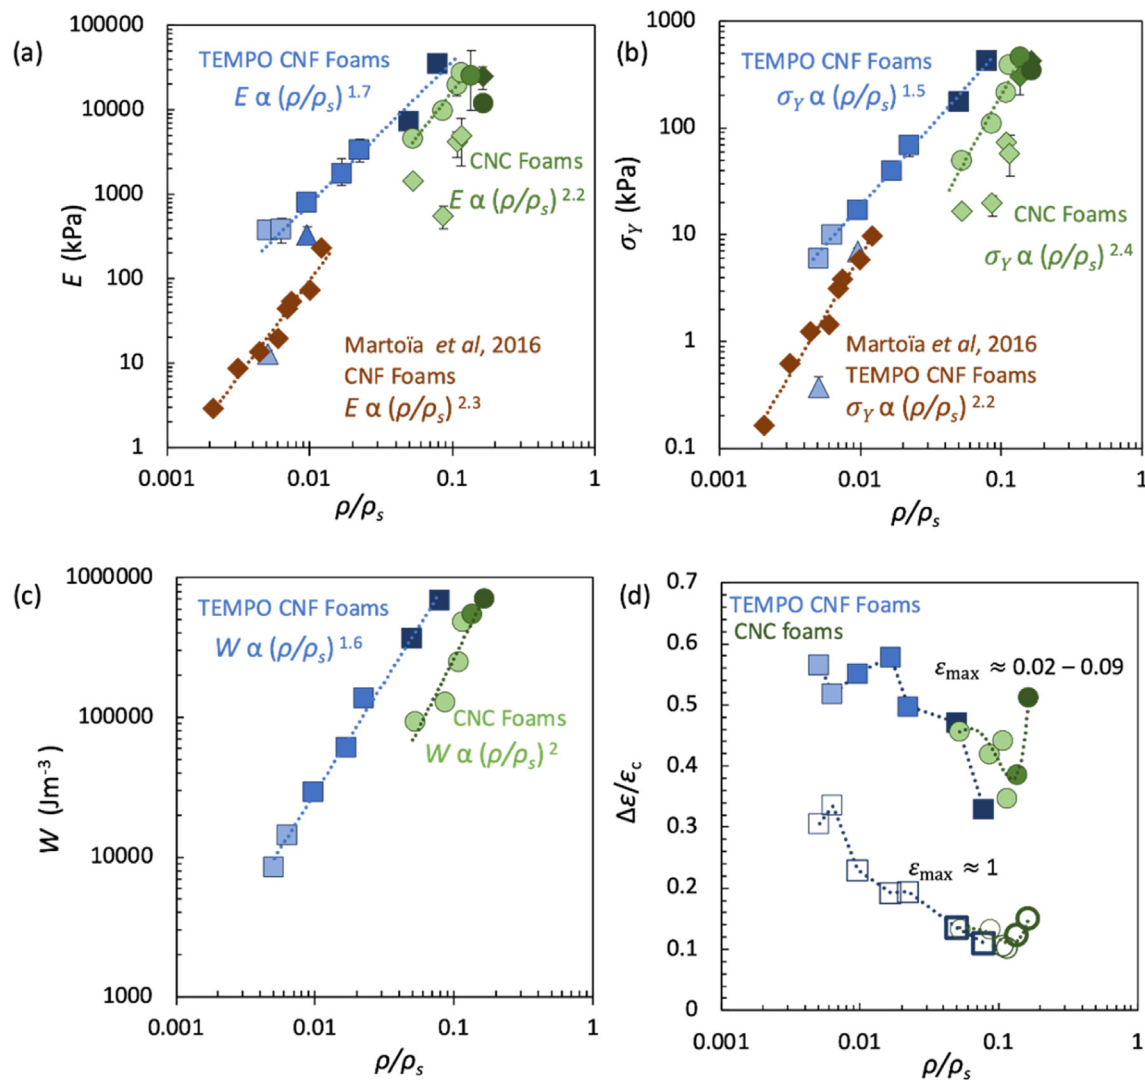 (a)
100000
10000
1000
100
10
1
E (kPa)
TEMPO CNF Foams
E α (ρ/ρs) 1.7
CNC Foams
E α (ρ/ρs) 2.2
Martoïa et al, 2016
CNF Foams
E α (ρ/ρs) 2.3
0.001
0.01
0.1
1
ρ/ρs
(b)
1000
100
10
1
0.1
σY (kPa)
TEMPO CNF Foams
σY α (ρ/ρs) 1.5
CNC Foams
σY α (ρ/ρs) 2.4
Martoïa et al, 2016
TEMPO CNF Foams
σY α (ρ/ρs) 2.2
0.001
0.01
0.1
1
ρ/ρs
(c)
1000000
100000
10000
1000
W (Jm-3)
TEMPO CNF Foams
W α (ρ/ρs) 1.6
CNC Foams
W α (ρ/ρs) 2
0.001
0.01
0.1
1
ρ/ρs
(d)
0.7
0.6
0.5
0.4
0.3
0.2
0.1
0
Δε/εc
TEMPO CNF Foams
CNC foams
εmax ≈ 0.02 – 0.09
εmax ≈ 1
0.001
0.01
0.1
1
ρ/ρs